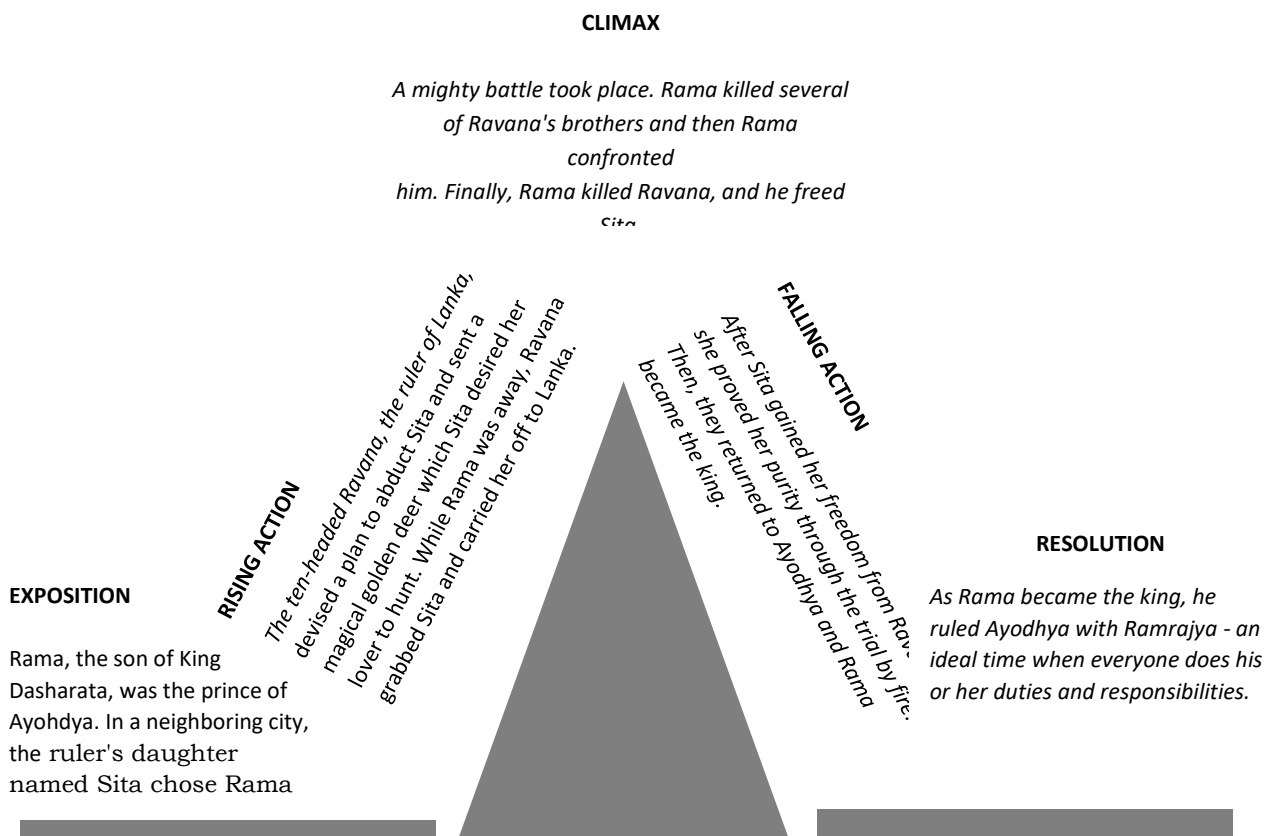 CLIMAX
A mighty battle took place. Rama killed several
of Ravana's brothers and then Rama
confronted
him. Finally, Rama killed Ravana, and he freed
Sita
RISING ACTION
The ten-headed Ravana, the ruler of Lanka,
devised a plan to abduct Sita and sent a
magical golden deer which Sita desired her
lover to hunt. While Rama was away, Ravana
grabbed Sita and carried her off to Lanka.
FALLING ACTION
After Sita gained her freedom from
she proved her purity through the trial by fire.
Then, they returned to Ayodhya and Rama
became the king.
EXPOSITION
Rama, the son of King
Dasharata, was the prince of
Ayohdya. In a neighboring city,
the ruler's daughter
named Sita chose Rama
RESOLUTION
As Rama became the king, he
ruled Ayodhya with Ramrajya - an
ideal time when everyone does his
or her duties and responsibilities.